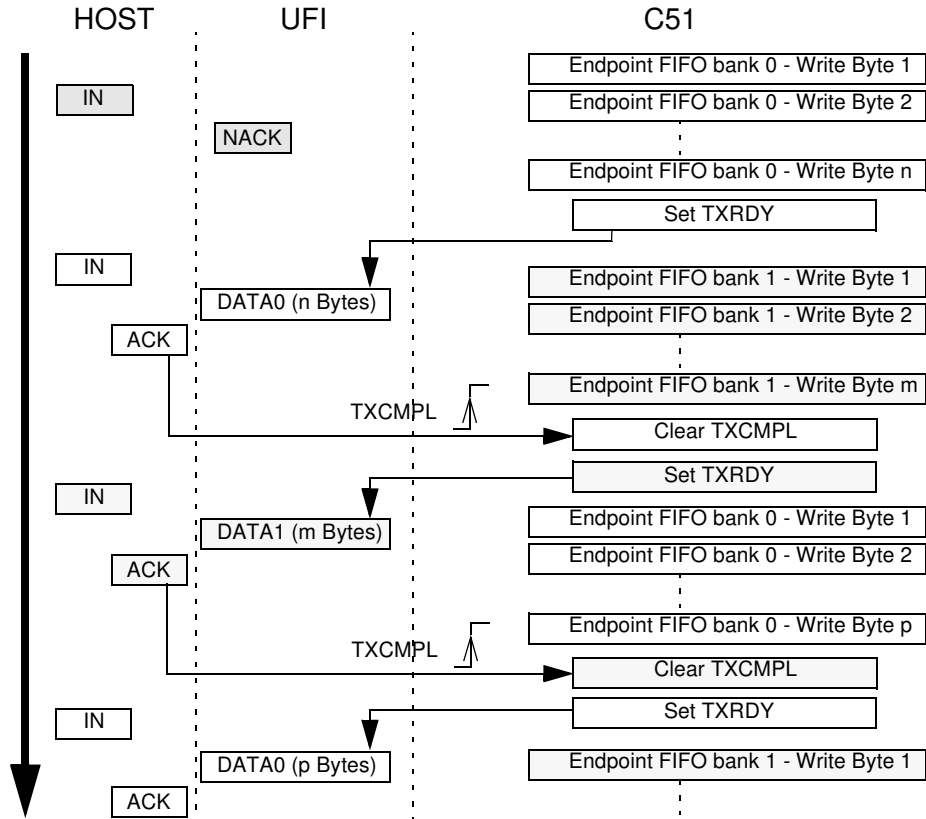 HOST UFI C51
Endpoint FIFO bank 0 - Write Byte 1
IN
Endpoint FIFO bank 0 - Write Byte 2
NACK
Endpoint FIFO bank 0 - Write Byte n
Set TXRDY
IN
Endpoint FIFO bank 1 - Write Byte 1
DATA0 (n Bytes)
Endpoint FIFO bank 1 - Write Byte 2
ACK
Endpoint FIFO bank 1 - Write Byte m
TXCMPL
Clear TXCMPL
Set TXRDY
IN
Endpoint FIFO bank 0 - Write Byte 1
DATA1 (m Bytes)
Endpoint FIFO bank 0 - Write Byte 2
ACK
Endpoint FIFO bank 0 - Write Byte p
TXCMPL
Clear TXCMPL
Set TXRDY
IN
Endpoint FIFO bank 1 - Write Byte 1
DATA0 (p Bytes)
ACK